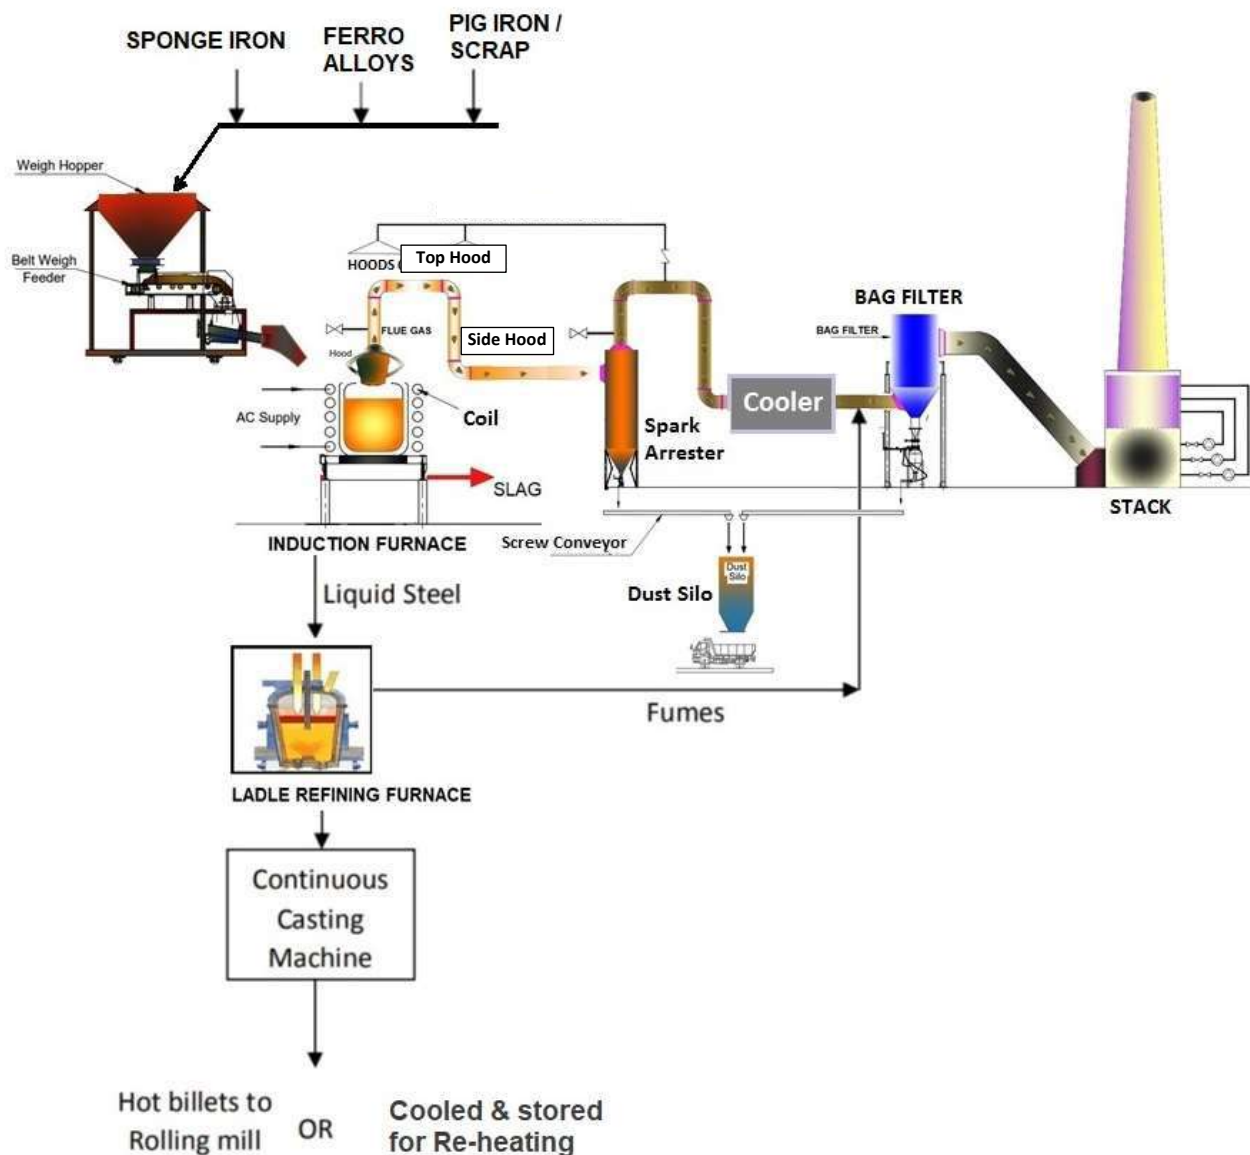 SPONGE IRON
FERRO
ALLOYS
PIG IRON /
SCRAP
Weigh Hopper
Belt Weigh
Feeder
HOODS
Top Hood
FLUE GAS
Side Hood
Hood
AC Supply
Coil
SLAG
INDUCTION FURNACE
Spark
Arrester
Cooler
BAG FILTER
BAG FILTER
STACK
Screw Conveyor
Dust
Silo
Dust Silo
Liquid Steel
Fumes
LADLE REFINING FURNACE
Continuous
Casting
Machine
Hot billets to
Rolling mill
OR
Cooled & stored
for Re-heating